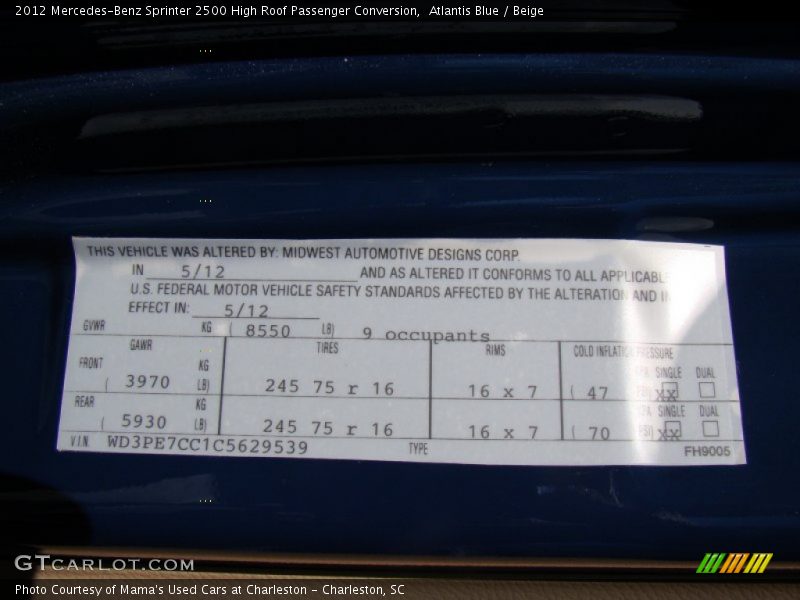 2012 Mercedes-Benz Sprinter 2500 High Roof Passenger Conversion, Atlantis Blue / Beige
THIS VEHICLE WAS ALTERED BY: MIDWEST AUTOMOTIVE DESIGNS CORP.
IN 5/12 AND AS ALTERED IT CONFORMS TO ALL APPLICABL
U.S. FEDERAL MOTOR VEHICLE SAFETY STANDARDS AFFECTED BY THE ALTERATION AND IN
EFFECT IN: 5/12
GVWR KG ( 8550 LB) 9 occupants
GAWR TIRES RIMS COLD INFLATION PRESSURE
FRONT KG SINGLE DUAL
( 3970 LB) 245 75 r 16 16 x 7 ( 47 PSI) xx
REAR KG SINGLE DUAL
( 5930 LB) 245 75 r 16 16 x 7 ( 70 PSI) xx
V.I.N. WD3PE7CC1C5629539 TYPE FH9005
GTCARLOT.COM
Photo Courtesy of Mama's Used Cars at Charleston - Charleston, SC